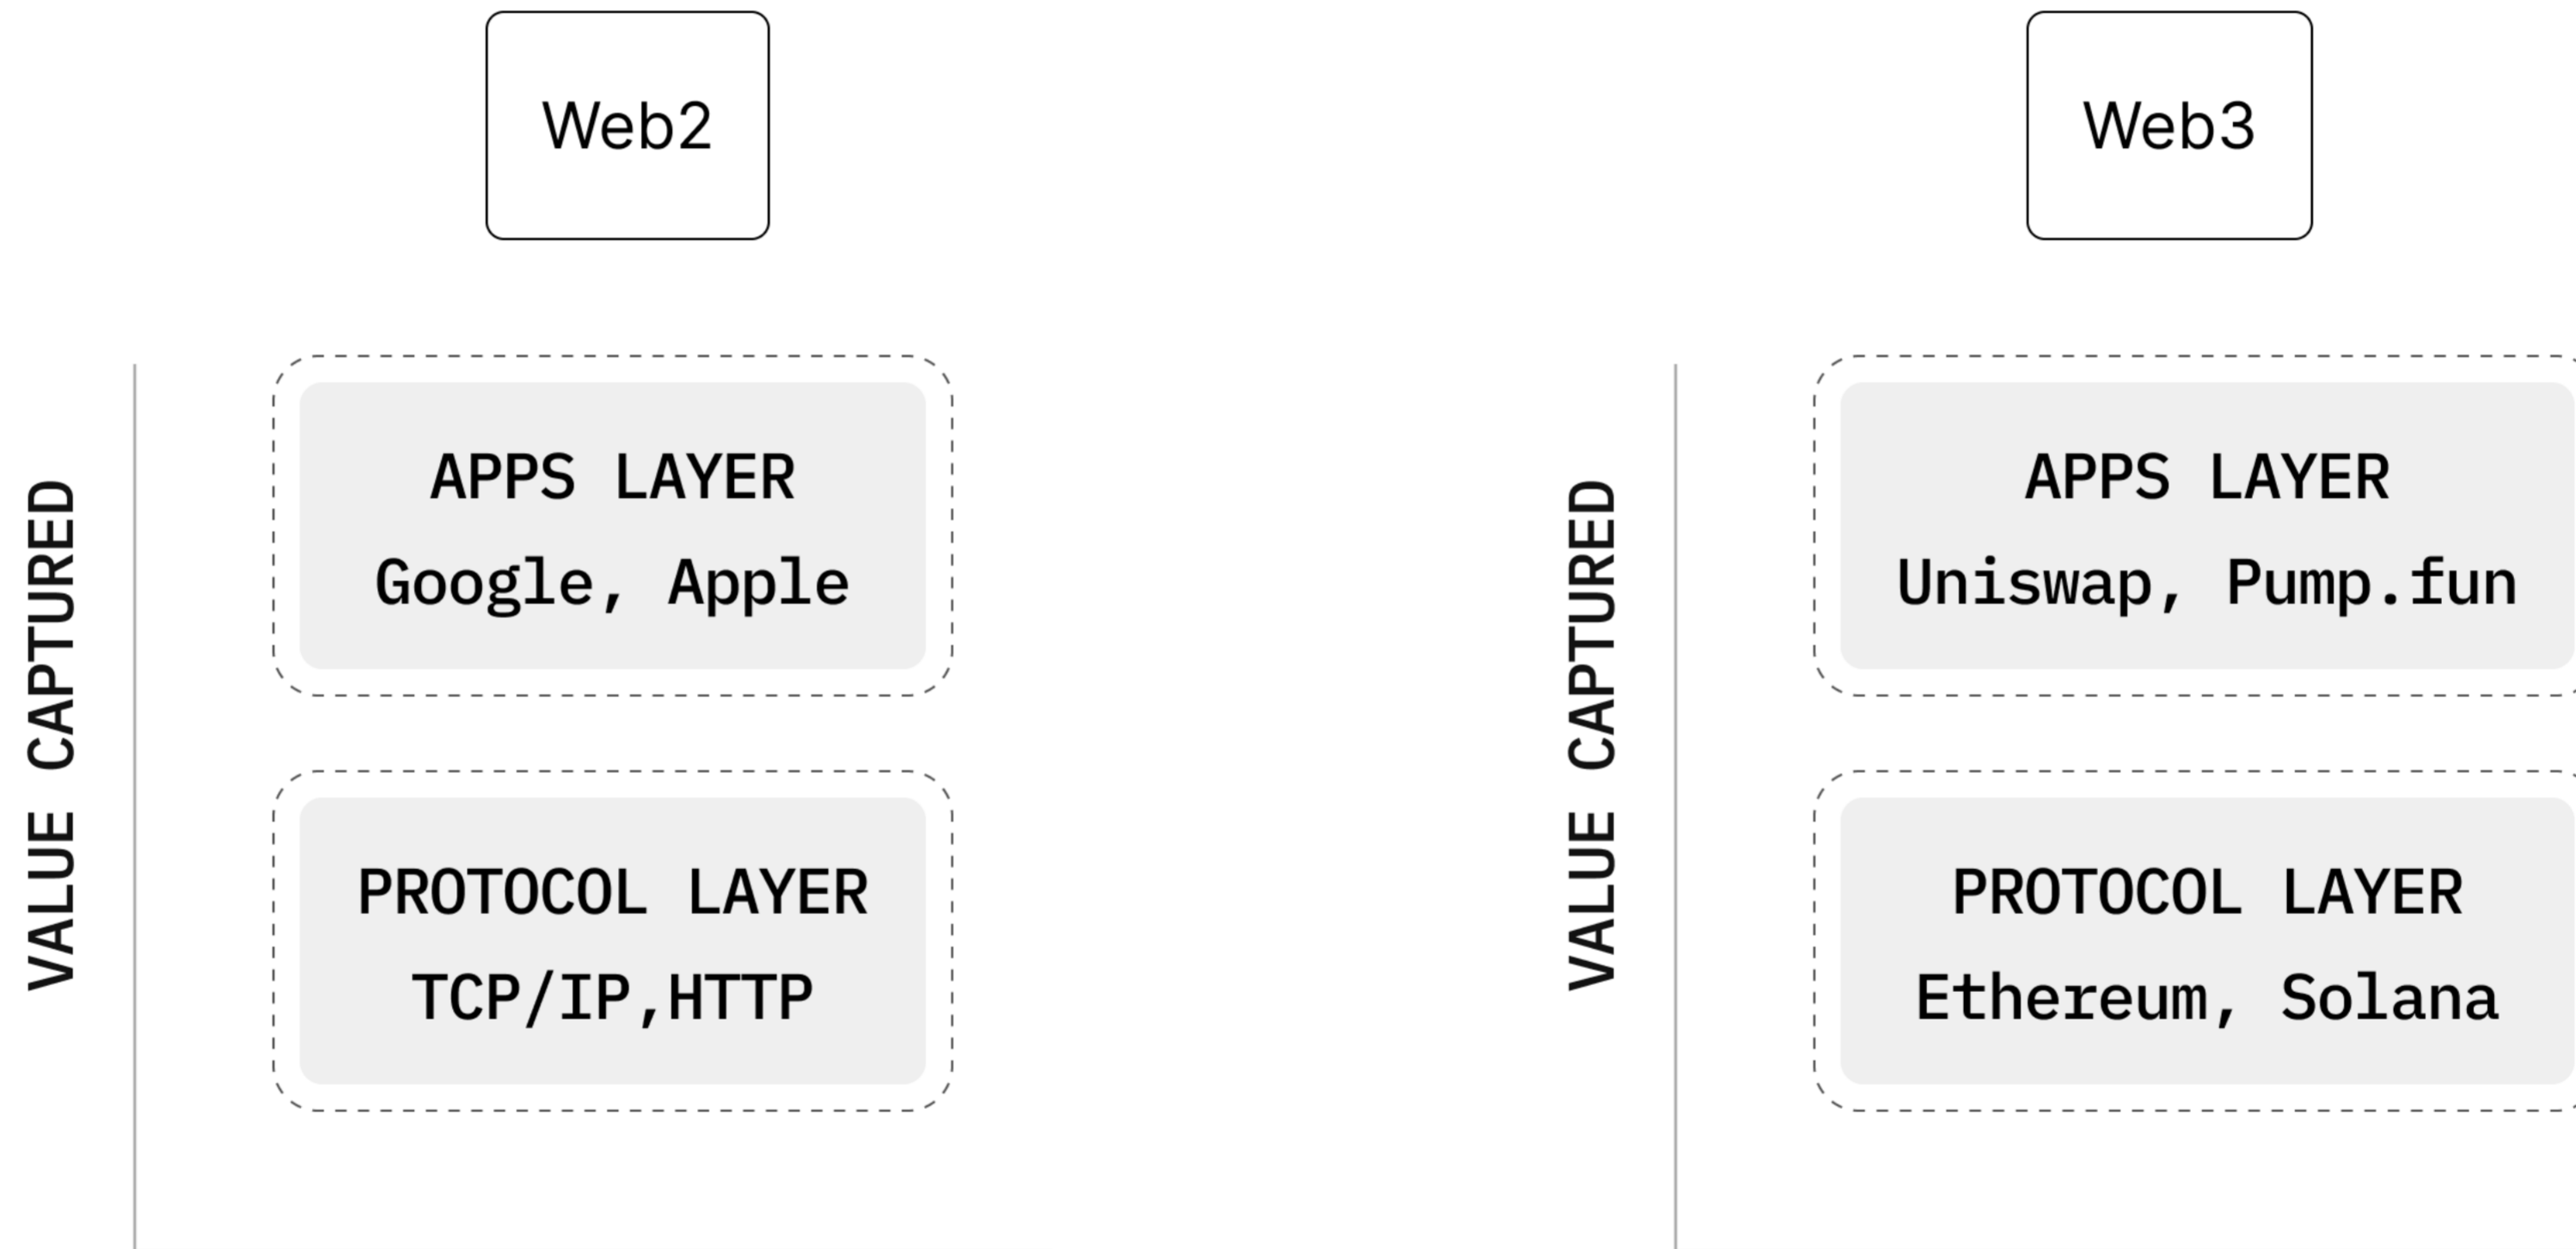 Web2
VALUE CAPTURED
APPS LAYER
Google, Apple
PROTOCOL LAYER
TCP/IP,HTTP
Web3
VALUE CAPTURED
APPS LAYER
Uniswap, Pump.fun
PROTOCOL LAYER
Ethereum, Solana